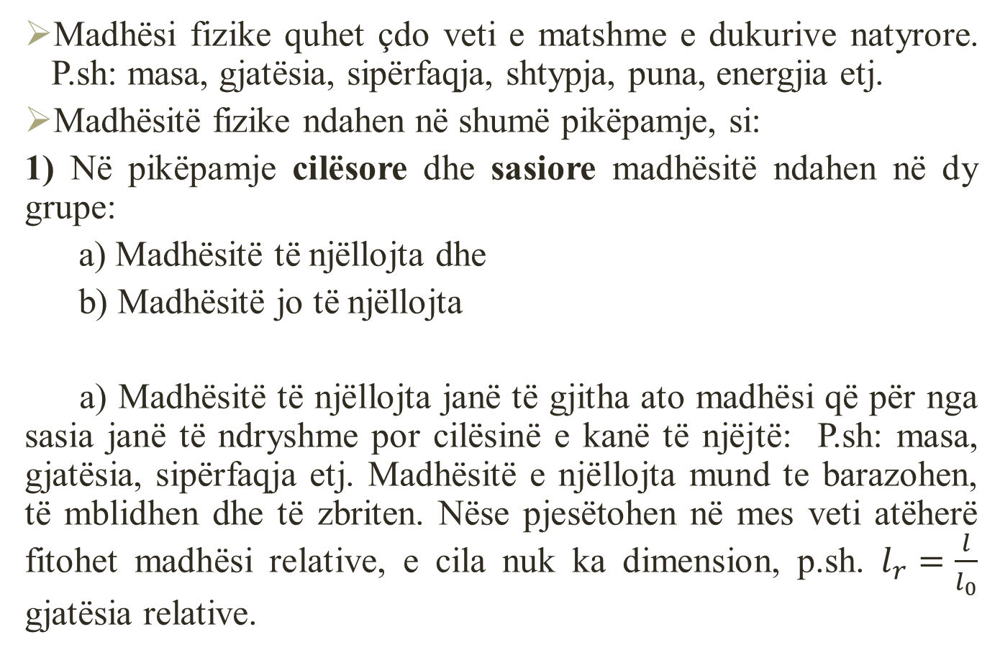 ➢Madhësi fizike quhet çdo veti e matshme e dukurive natyrore.
P.sh: masa, gjatësia, sipërfaqja, shtypja, puna, energjia etj.
➢Madhësitë fizike ndahen në shumë pikëpamje, si:
1) Në pikëpamje cilësore dhe sasiore madhësitë ndahen në dy
grupe:
a) Madhësitë të njëllojta dhe
b) Madhësitë jo të njëllojta
a) Madhësitë të njëllojta janë të gjitha ato madhësi që për nga
sasia janë të ndryshme por cilësinë e kanë të njëjtë: P.sh: masa,
gjatësia, sipërfaqja etj. Madhësitë e njëllojta mund te barazohen,
të mblidhen dhe të zbriten. Nëse pjesëtohen në mes veti atëherë
fitohet madhësi relative, e cila nuk ka dimension, p.sh. l_r = l/l_0
gjatësia relative.